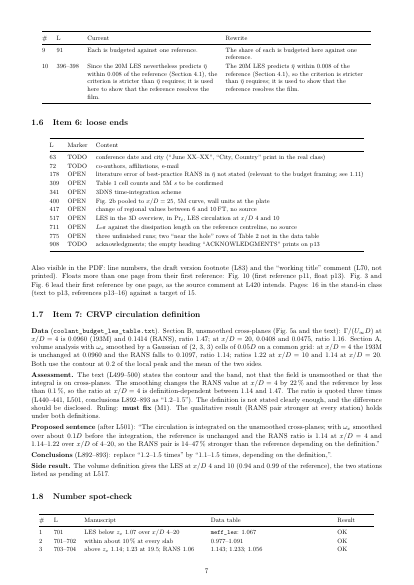 # L Current Rewrite
9 91 Each is budgeted against one reference. The share of each is budgeted here against one reference.
10 396–398 Since the 20M LES nevertheless predicts η̄ within 0.008 of the reference (Section 4.1), the criterion is stricter than η̄ requires; it is used here to show that the reference resolves the film. The 20M LES predicts η̄ within 0.008 of the reference (Section 4.1), so the criterion is stricter than η̄ requires; it is used here to show that the reference resolves the film.
1.6 Item 6: loose ends
L Marker Content
63 TODO conference date and city (“June XX–XX”, “City, Country” print in the real class)
72 TODO co-authors, affiliations, e-mail
178 OPEN literature error of best-practice RANS in η̄ not stated (relevant to the budget framing; see 1.11)
309 OPEN Table 1 cell counts and 5M s to be confirmed
341 OPEN 3DNS time-integration scheme
400 OPEN Fig. 2b pooled to x/D = 25, 5M curve, wall units at the plate
417 OPEN change of regional values between 6 and 10 FT, no source
517 OPEN LES in the 3D overview, in Prt, LES circulation at x/D 4 and 10
711 OPEN against the dissipation length on the reference centreline, no source
775 OPEN three unfinished runs; two “near the hole” rows of Table 2 not in the data table
908 TODO acknowledgments; the empty heading “ACKNOWLEDGMENTS” prints on p13
Also visible in the PDF: line numbers, the draft version footnote (L83) and the “working title” comment (L70, not
printed). Floats more than one page from their first reference: Fig. 10 (first reference p11, float p13). Fig. 3 and
Fig. 6 lead their first reference by one page, as the source comment at L420 intends. Pages: 16 in the stand-in class
(text to p13, references p13–16) against a target of 15.
1.7 Item 7: CRVP circulation definition
Data (coolant_budget_les_table.txt). Section B, unsmoothed cross-planes (Fig. 5a and the text): Γ/(U∞D) at
x/D = 4 is 0.0960 (193M) and 0.1414 (RANS), ratio 1.47; at x/D = 20, 0.0408 and 0.0475, ratio 1.16. Section A,
volume analysis with ωx smoothed by a Gaussian of (2, 3, 3) cells of 0.05D on a common grid: at x/D = 4 the 193M
is unchanged at 0.0960 and the RANS falls to 0.1097, ratio 1.14; ratios 1.22 at x/D = 10 and 1.14 at x/D = 20.
Both use the contour at 0.2 of the local peak and the mean of the two sides.
Assessment. The text (L499–501) states the contour and the band, not that the field is unsmoothed or that the
integral is on cross-planes. The smoothing changes the RANS value at x/D = 4 by 22 % and the reference by less
than 0.1 %, so the ratio at x/D = 4 is definition-dependent between 1.14 and 1.47. The ratio is quoted three times
(L440–441, L501, conclusions L892–893 as “1.2–1.5”). The definition is not stated clearly enough, and the difference
should be disclosed. Ruling: must fix (M1). The qualitative result (RANS pair stronger at every station) holds
under both definitions.
Proposed sentence (after L501): “The circulation is integrated on the unsmoothed cross-planes; with ωx smoothed
over about 0.1D before the integration, the reference is unchanged and the RANS ratio is 1.14 at x/D = 4 and
1.14–1.22 over x/D of 4–20, so the RANS pair is 14–47 % stronger than the reference depending on the definition.”
Conclusions (L892–893): replace “1.2–1.5 times” by “1.1–1.5 times, depending on the definition,”.
Side result. The volume definition gives the LES at x/D 4 and 10 (0.94 and 0.99 of the reference), the two stations
listed as pending at L517.
1.8 Number spot-check
# L Manuscript Data table Result
1 701 LES below zc 1.07 over x/D 4–20 meff_les: 1.067 OK
2 701–702 within about 10 % at every slab 0.977–1.091 OK
3 703–704 above zc 1.14; 1.23 at 19.5; RANS 1.06 1.143; 1.233; 1.056 OK
7